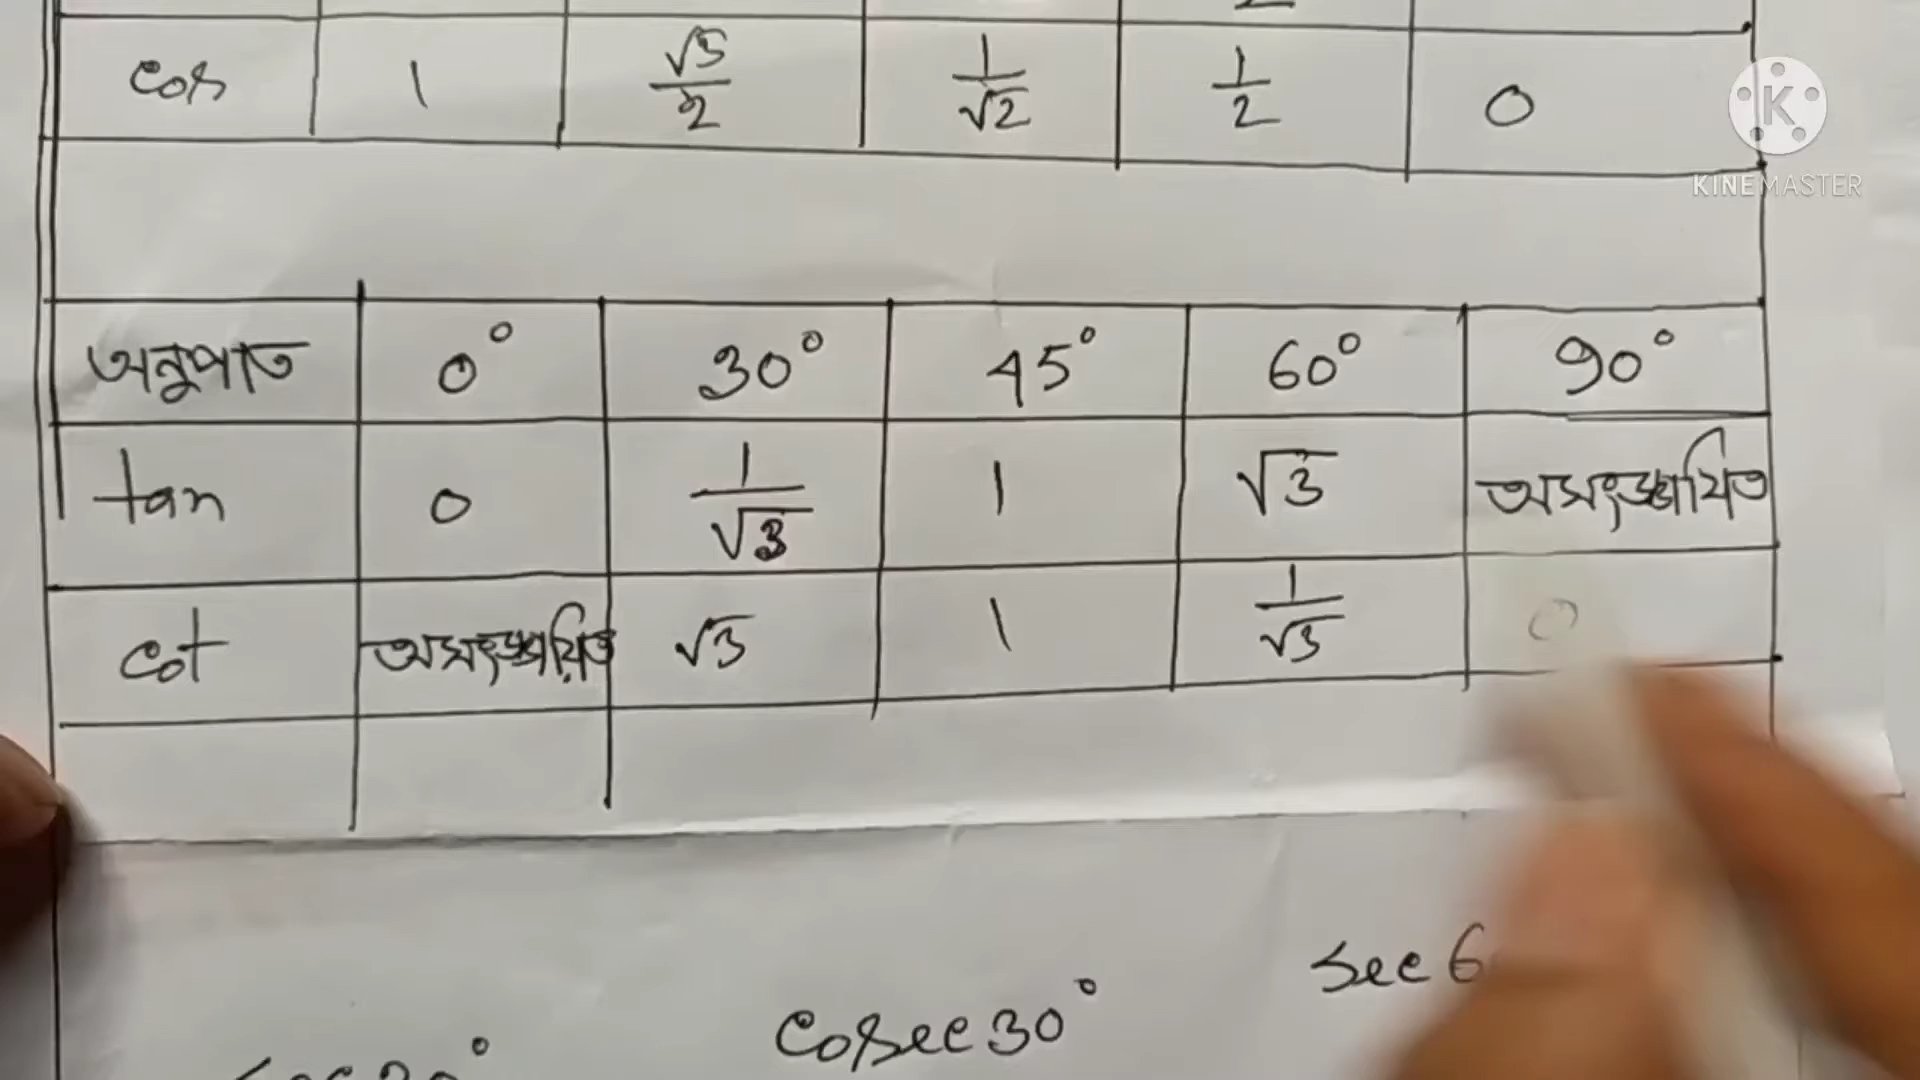 cos 1 √3/2 1/√2 1/2 0
KINEMASTER
অনুপাত 0° 30° 45° 60° 90°
tan 0 1/√3 1 √3 অসংজ্ঞায়িত
cot অসংজ্ঞায়িত √3 1 1/√3 0
sec 6
cosec 30°